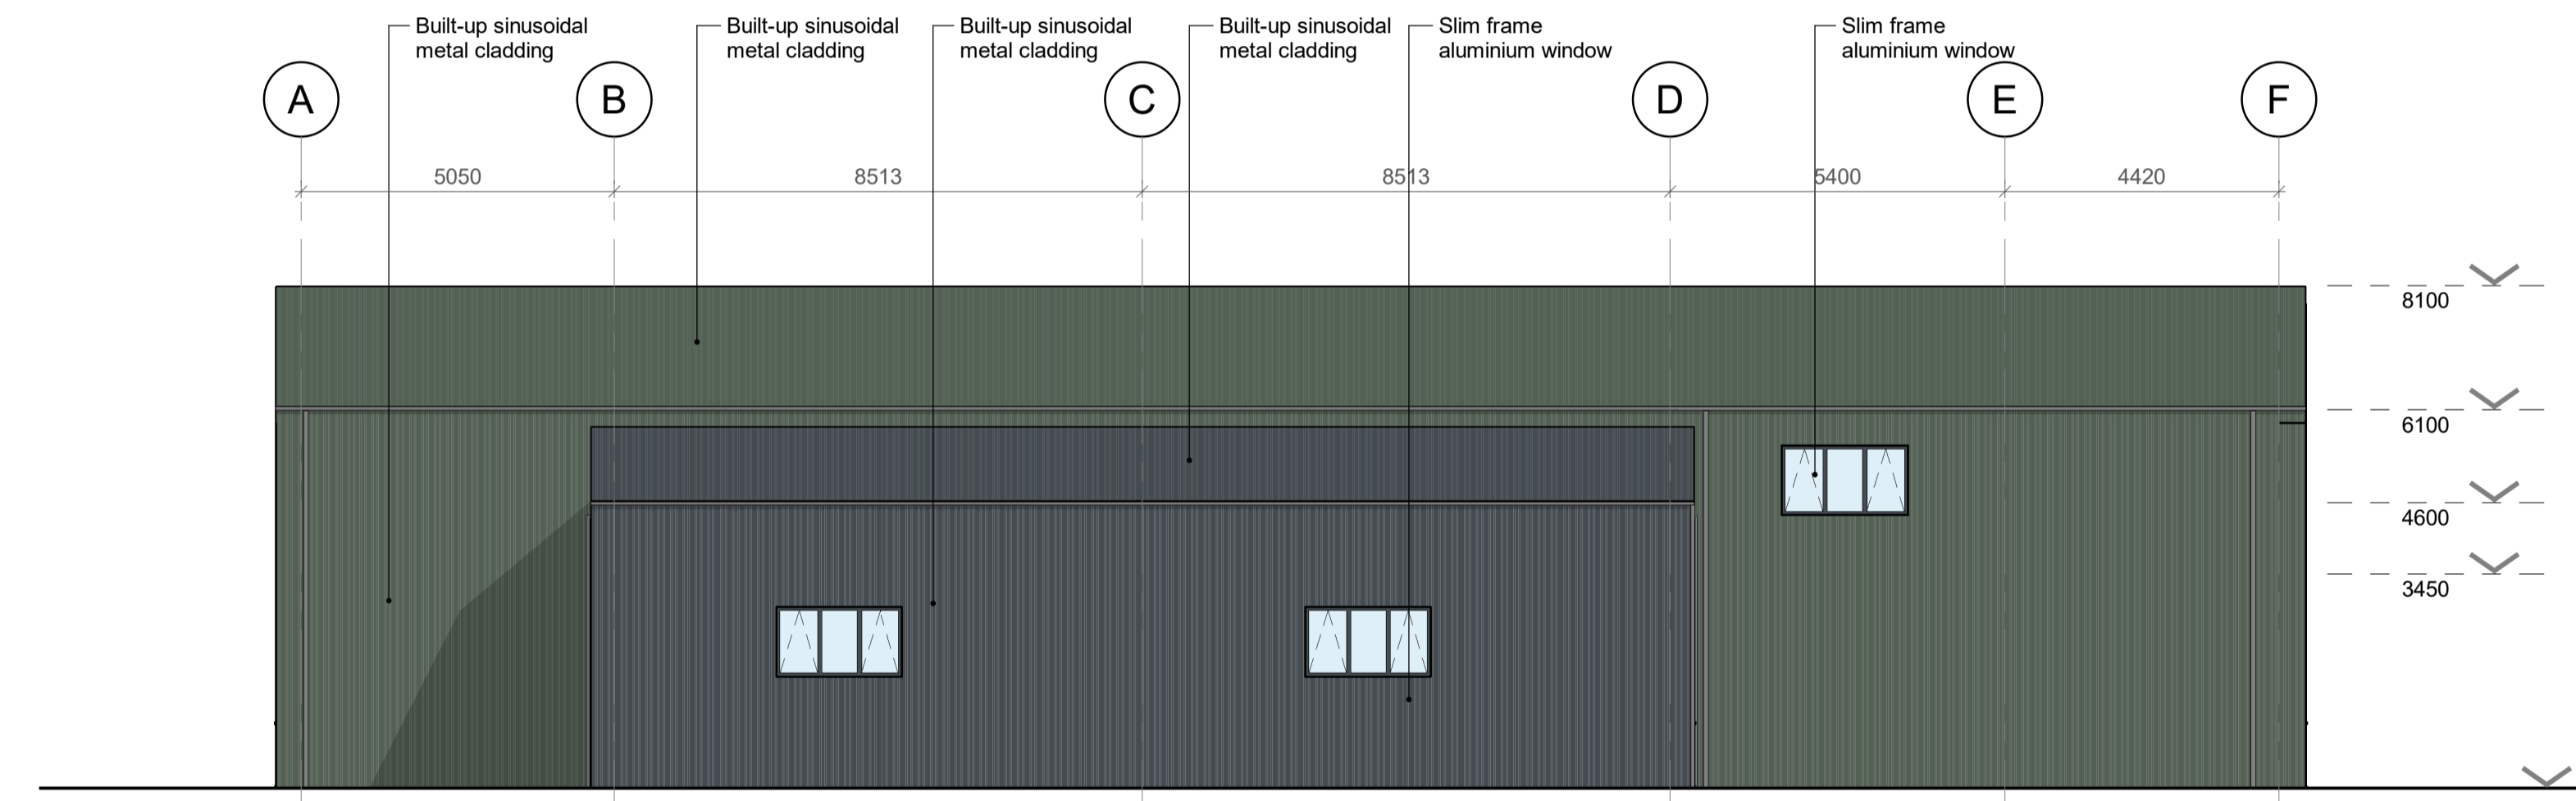 Built-up sinusoidal
metal cladding
Built-up sinusoidal
metal cladding
Built-up sinusoidal
metal cladding
Built-up sinusoidal
metal cladding
Slim frame
aluminium window
Slim frame
aluminium window
A
B
C
D
E
F
5050
8513
8513
5400
4420
8100
6100
4600
3450